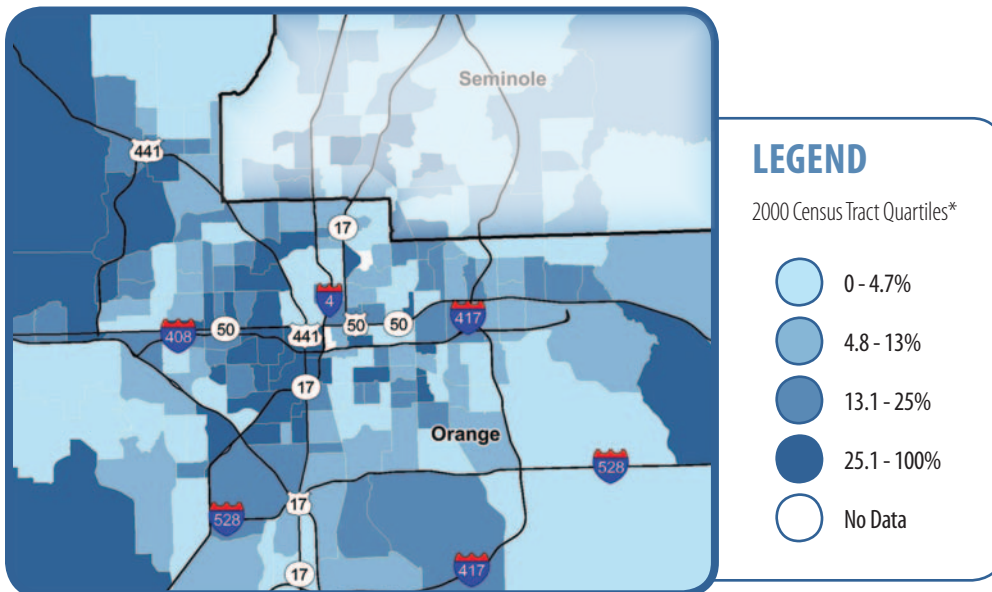 Seminole
441
17
4
417
50
50
50
408
441
17
Orange
528
17
528
417
17
LEGEND
2000 Census Tract Quartiles*
0 - 4.7%
4.8 - 13%
13.1 - 25%
25.1 - 100%
No Data